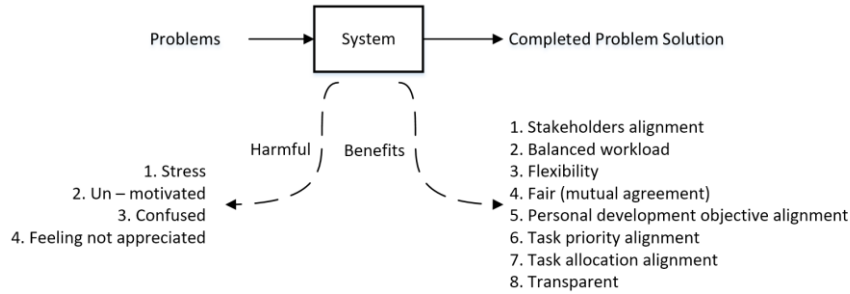 Problems
System
Completed Problem Solution
Harmful
Benefits
1. Stress
2. Un – motivated
3. Confused
4. Feeling not appreciated
1. Stakeholders alignment
2. Balanced workload
3. Flexibility
4. Fair (mutual agreement)
5. Personal development objective alignment
6. Task priority alignment
7. Task allocation alignment
8. Transparent